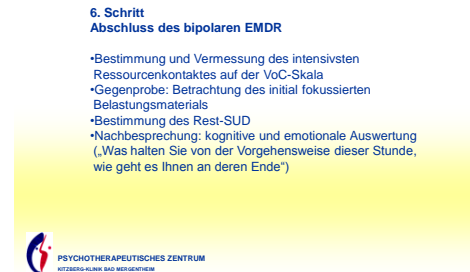 6. Schritt
Abschluss des bipolaren EMDR
•Bestimmung und Vermessung des intensivsten
Ressourcenkontaktes auf der VoC-Skala
•Gegenprobe: Betrachtung des initial fokussierten
Belastungsmaterials
•Bestimmung des Rest-SUD
•Nachbesprechung: kognitive und emotionale Auswertung
(„Was halten Sie von der Vorgehensweise dieser Stunde,
wie geht es Ihnen an deren Ende“)
PSYCHOTHERAPEUTISCHES ZENTRUM
KITZBERG-KLINIK BAD MERGENTHEIM